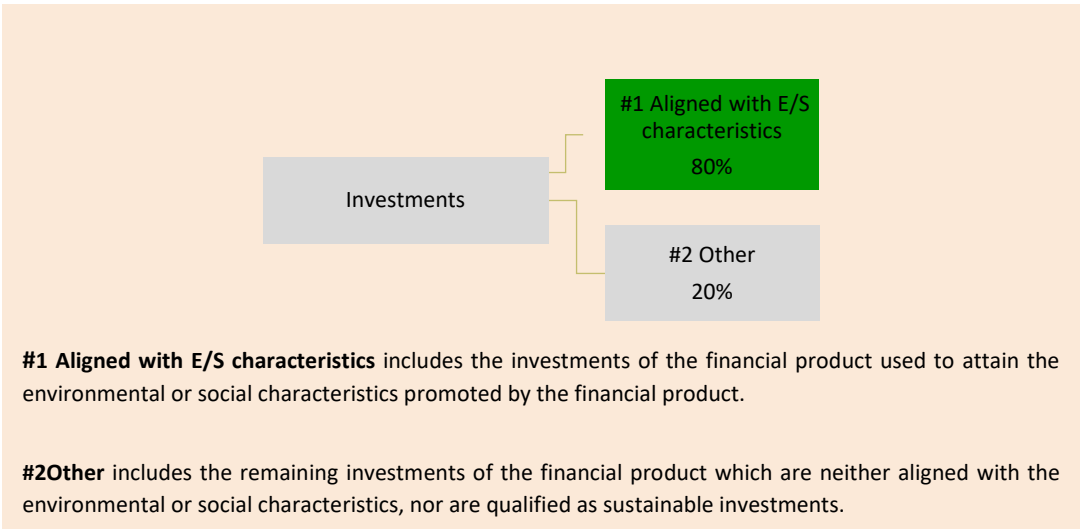 #1 Aligned with E/S
characteristics
80%
Investments
#2 Other
20%
#1 Aligned with E/S characteristics includes the investments of the financial product used to attain the
environmental or social characteristics promoted by the financial product.
#2Other includes the remaining investments of the financial product which are neither aligned with the
environmental or social characteristics, nor are qualified as sustainable investments.